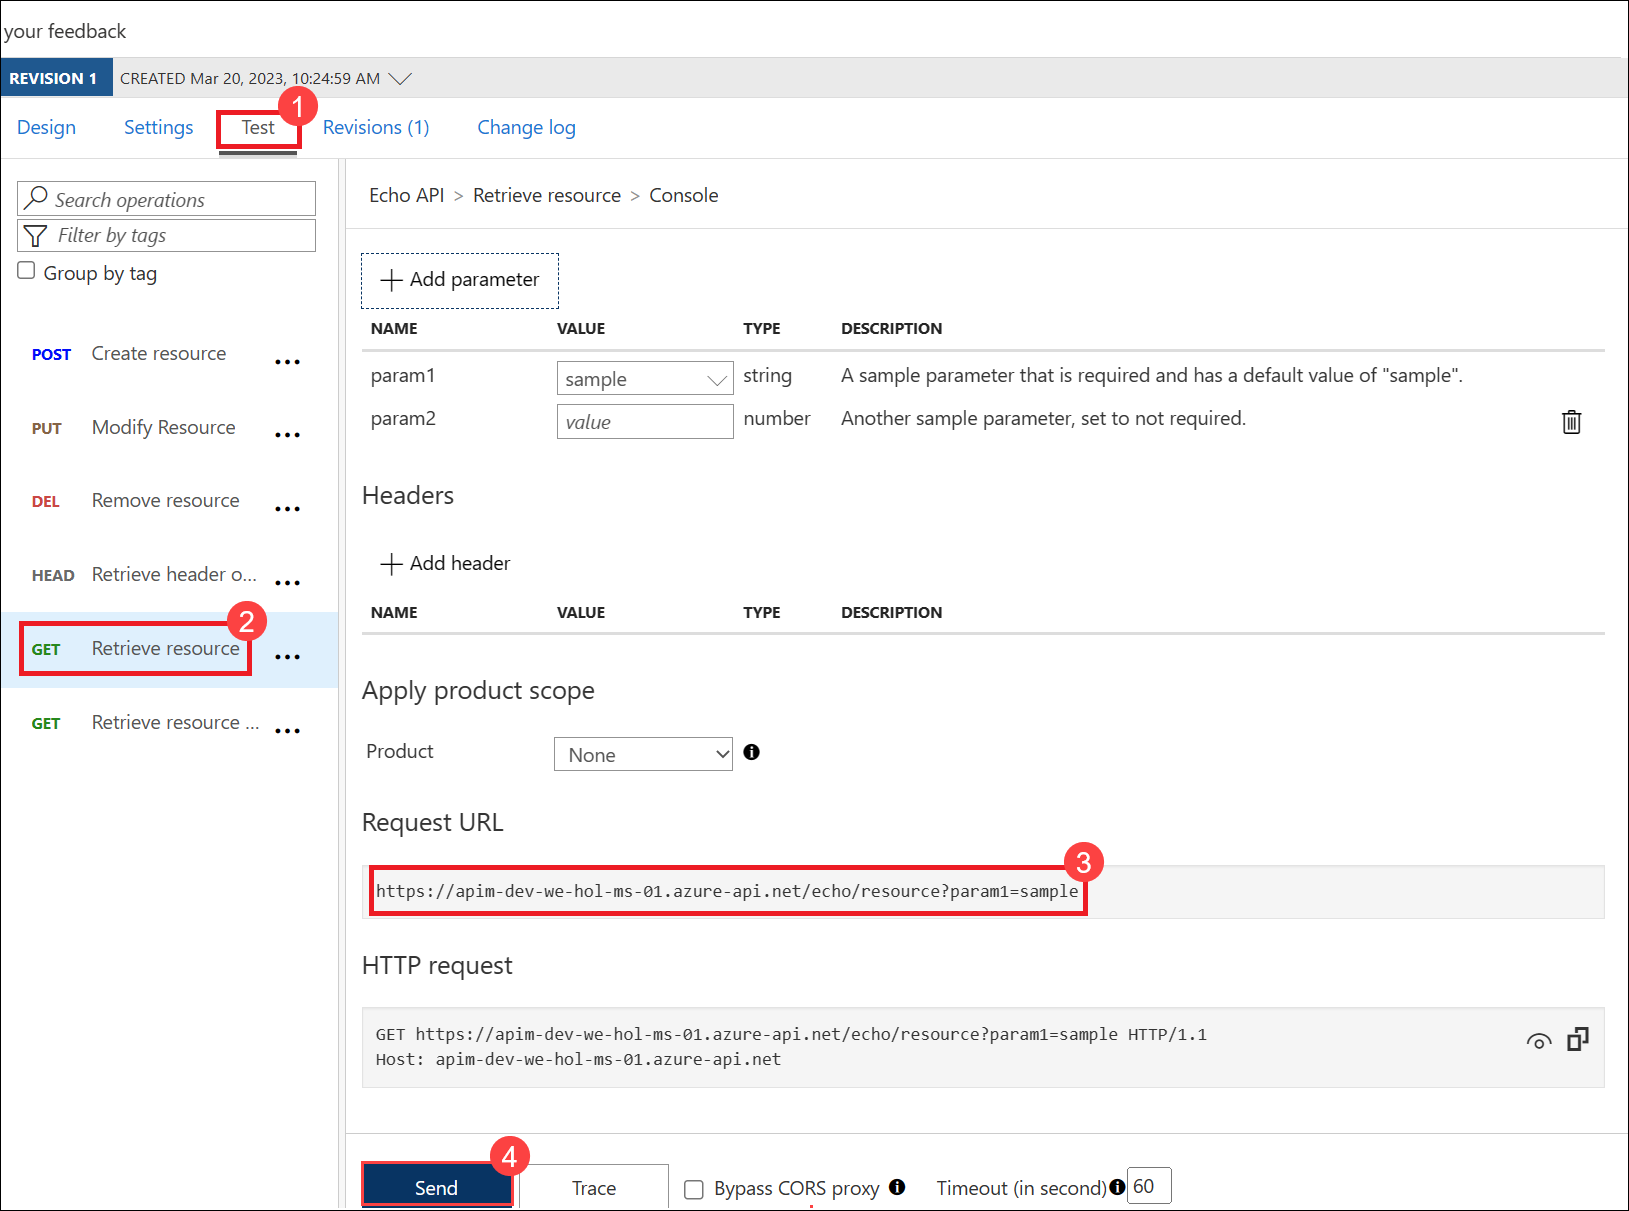 your feedback
REVISION 1 CREATED Mar 20, 2023, 10:24:59 AM
1
Design Settings Test Revisions (1) Change log
Search operations
Filter by tags
Group by tag
POST Create resource ...
PUT Modify Resource ...
DEL Remove resource ...
HEAD Retrieve header o... ...
2
GET Retrieve resource ...
GET Retrieve resource ... ...
Echo API > Retrieve resource > Console
+ Add parameter
NAME VALUE TYPE DESCRIPTION
param1 sample string A sample parameter that is required and has a default value of "sample".
param2 value number Another sample parameter, set to not required.
Headers
+ Add header
NAME VALUE TYPE DESCRIPTION
Apply product scope
Product None
Request URL
3
https://apim-dev-we-hol-ms-01.azure-api.net/echo/resource?param1=sample
HTTP request
GET https://apim-dev-we-hol-ms-01.azure-api.net/echo/resource?param1=sample HTTP/1.1
Host: apim-dev-we-hol-ms-01.azure-api.net
4
Send Trace Bypass CORS proxy Timeout (in second) 60